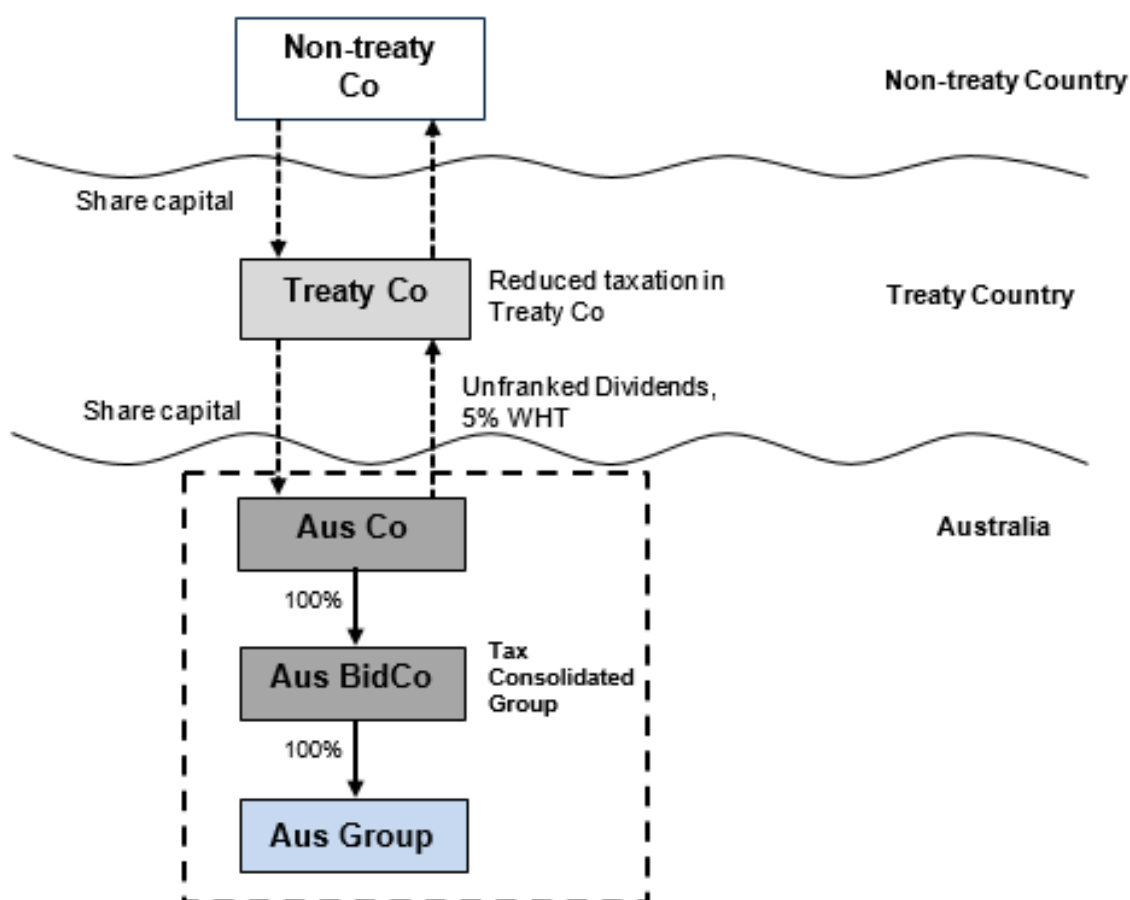 Non-treaty
Co
Non-treaty Country
Share capital
Treaty Co
Reduced taxation in
Treaty Co
Treaty Country
Share capital
Unfranked Dividends,
5% WHT
Aus Co
Australia
100%
Aus BidCo
Tax
Consolidated
Group
100%
Aus Group